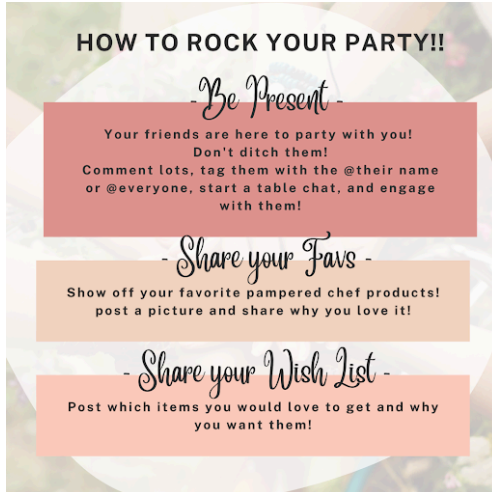 HOW TO ROCK YOUR PARTY!!
- Be Present -
Your friends are here to party with you!
Don't ditch them!
Comment lots, tag them with the @their name
or @everyone, start a table chat, and engage
with them!
- Share your Favs -
Show off your favorite pampered chef products!
post a picture and share why you love it!
- Share your Wish List -
Post which items you would love to get and why
you want them!